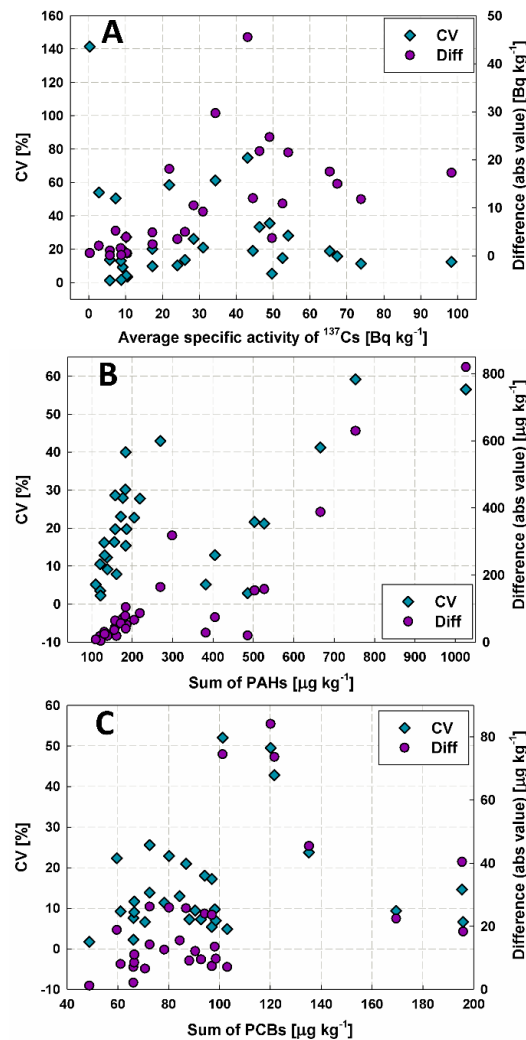 A
CV
Diff
160
140
120
100
80
60
40
20
0
CV [%]
50
40
30
20
10
0
Difference (abs value) [Bq kg⁻¹]
0 10 20 30 40 50 60 70 80 90 100
Average specific activity of ¹³⁷Cs [Bq kg⁻¹]
B
CV
Diff
60
50
40
30
20
10
0
-10
CV [%]
800
600
400
200
0
Difference (abs value) [µg kg⁻¹]
100 200 300 400 500 600 700 800 900 1000
Sum of PAHs [µg kg⁻¹]
C
CV
Diff
60
50
40
30
20
10
0
-10
CV [%]
80
60
40
20
0
Difference (abs value) [µg kg⁻¹]
40 60 80 100 120 140 160 180 200
Sum of PCBs [µg kg⁻¹]